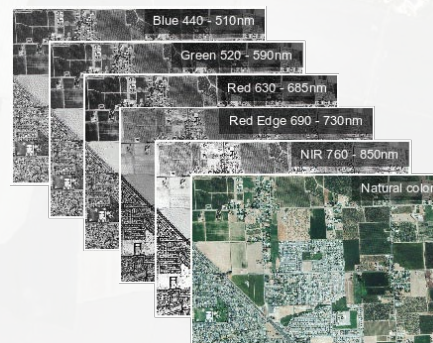 Blue 440 - 510nm
Green 520 - 590nm
Red 630 - 685nm
Red Edge 690 - 730nm
NIR 760 - 850nm
Natural color